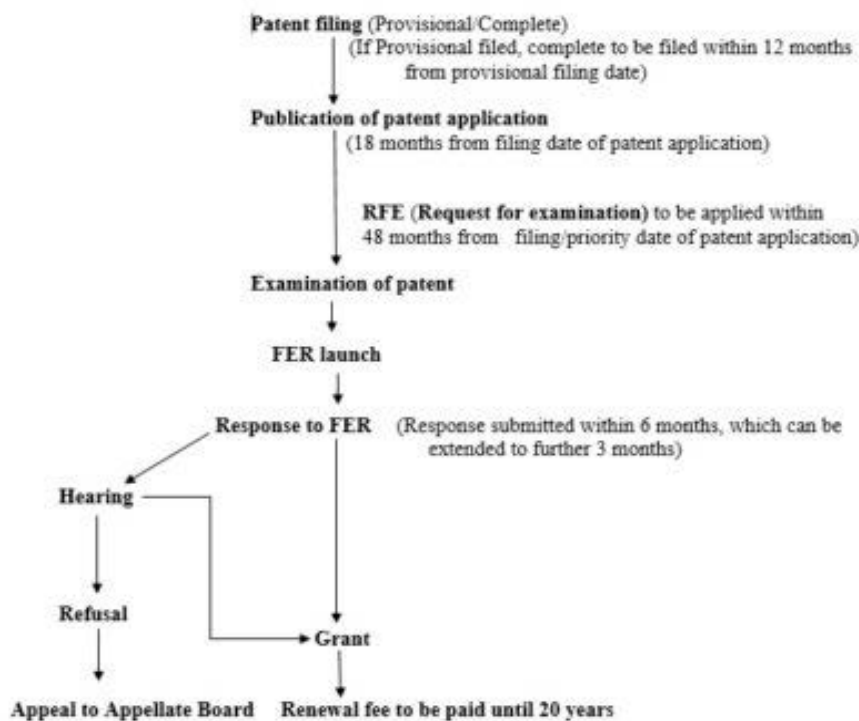 Patent filing (Provisional/Complete)
(If Provisional filed, complete to be filed within 12 months
from provisional filing date)
Publication of patent application
(18 months from filing date of patent application)
RFE (Request for examination) to be applied within
48 months from filing/priority date of patent application)
Examination of patent
FER launch
Response to FER (Response submitted within 6 months, which can be
extended to further 3 months)
Hearing
Refusal
Grant
Appeal to Appellate Board Renewal fee to be paid until 20 years